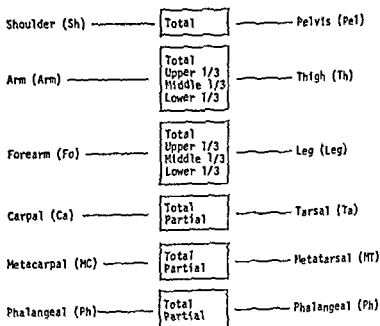 Shoulder (Sh) Total Pelvis (Pel)
Total
Upper 1/3
Arm (Arm) Middle 1/3 Thigh (Th)
Lower 1/3
Total
Upper 1/3
Forearm (Fo) Middle 1/3 Leg (Leg)
Lower 1/3
Carpal (Ca) Total Tarsal (Ta)
Partial
Metacarpal (MC) Total Metatarsal (MT)
Partial
Phalangeal (Ph) Total Phalangeal (Ph)
Partial